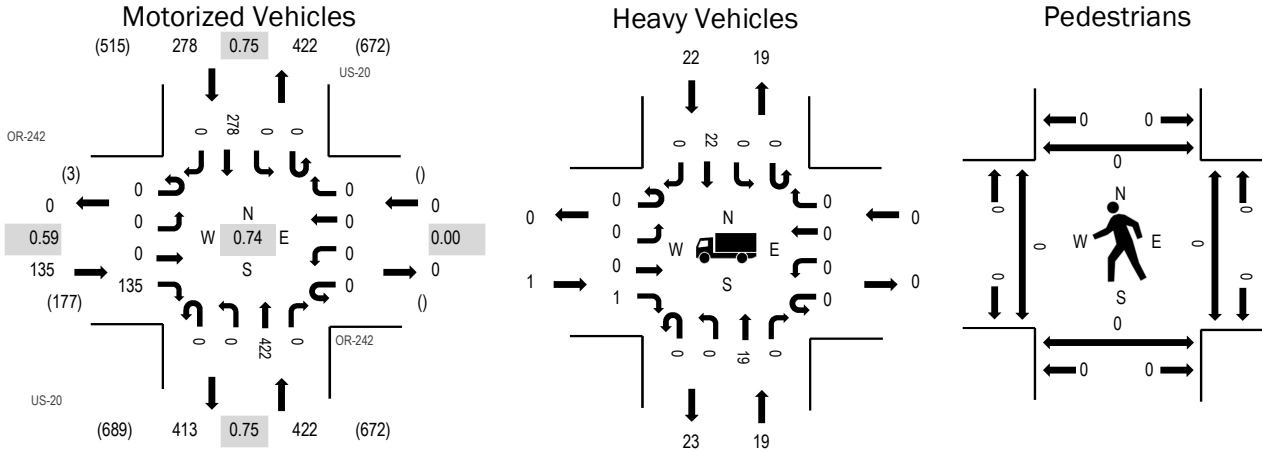 Motorized Vehicles
(515) 278 0.75 422 (672)
US-20
OR-242
0 278 0 0
(3)
0
0.59
135
(177)
0
0
0
135
N
W 0.74 E
S
0
0
0
0
()
0
0.00
0
()
0 0 422 0
OR-242
US-20
(689) 413 0.75 422 (672)
Heavy Vehicles
22 19
0 22 0 0
0
1
0
0
0
1
N
W E
S
0
0
0
0
0
0
0 0 19 0
23 19
Pedestrians
0 0
0
0 0
N
0 W E 0
S
0 0
0
0 0